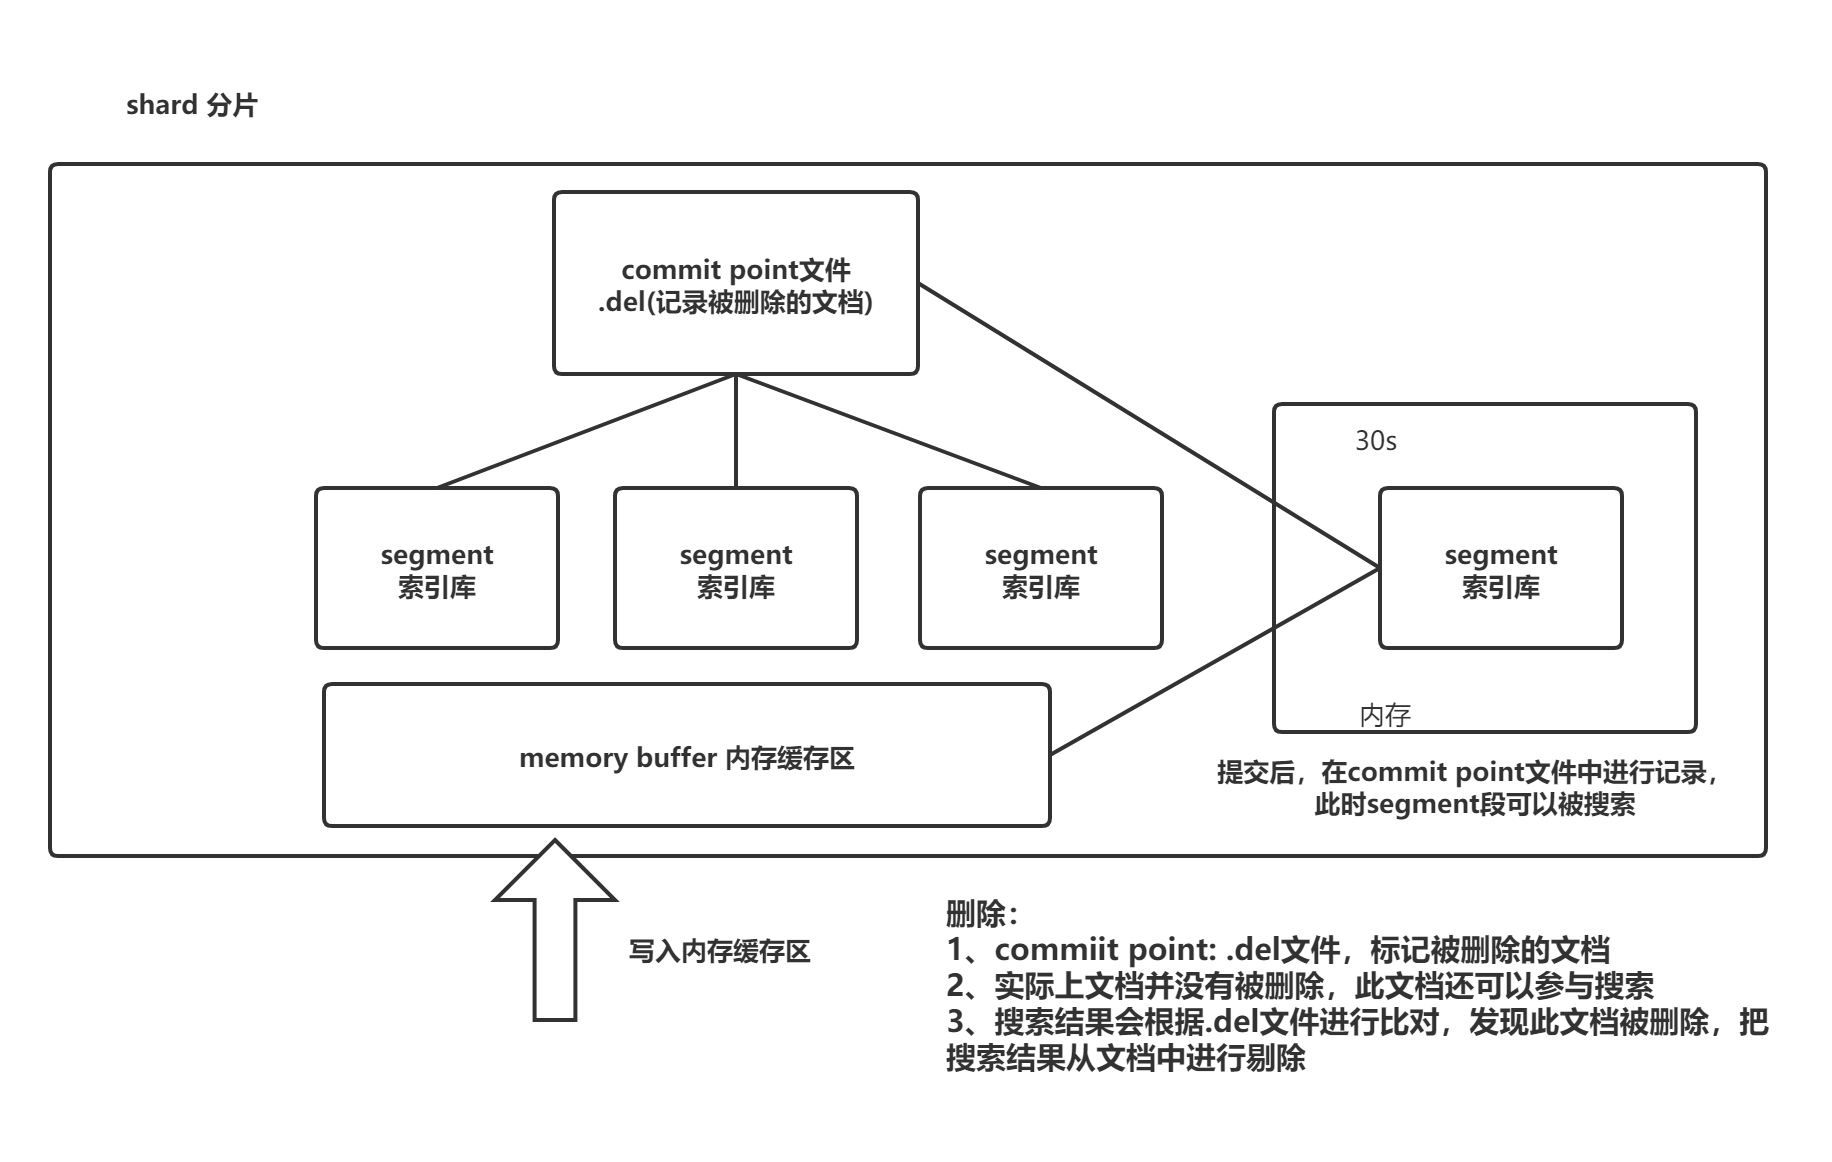 shard 分片
commit point文件
.del(记录被删除的文档)
30s
segment
索引库
segment
索引库
segment
索引库
segment
索引库
内存
memory buffer 内存缓存区
提交后，在commit point文件中进行记录，
此时segment段可以被搜索
写入内存缓存区
删除：
1、commiit point: .del文件，标记被删除的文档
2、实际上文档并没有被删除，此文档还可以参与搜索
3、搜索结果会根据.del文件进行比对，发现此文档被删除，把
搜索结果从文档中进行剔除